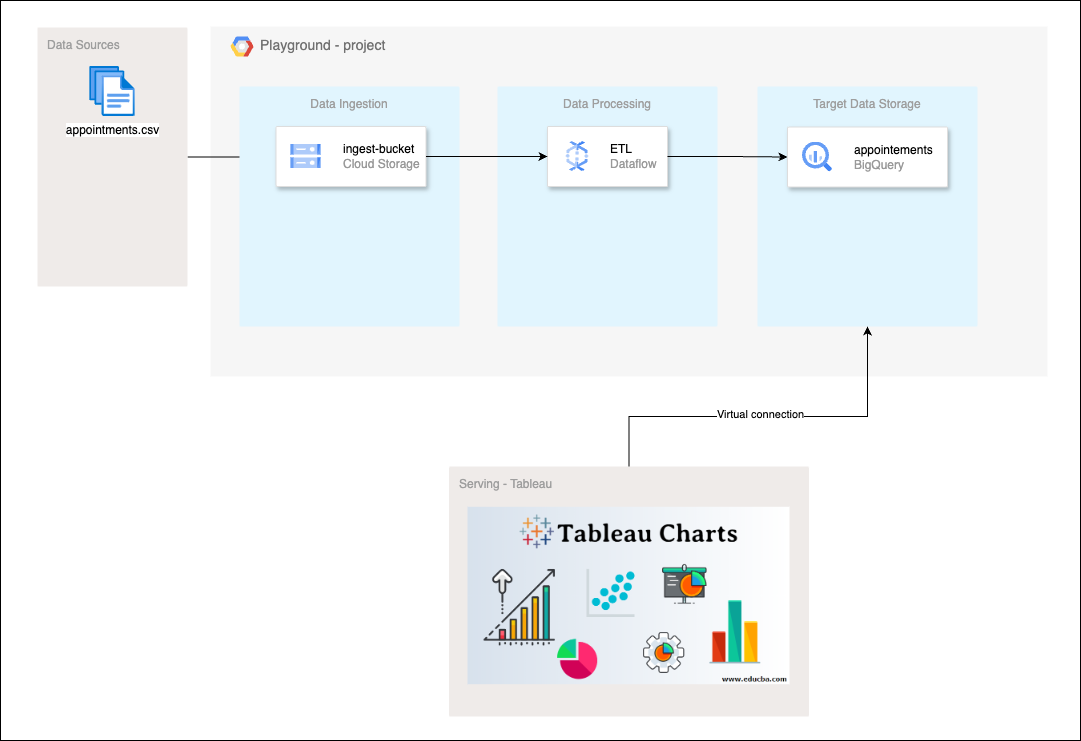 Data Sources
appointments.csv
Playground - project
Data Ingestion
ingest-bucket
Cloud Storage
Data Processing
ETL
Dataflow
Target Data Storage
appointements
BigQuery
Virtual connection
Serving - Tableau
Tableau Charts
www.educba.com